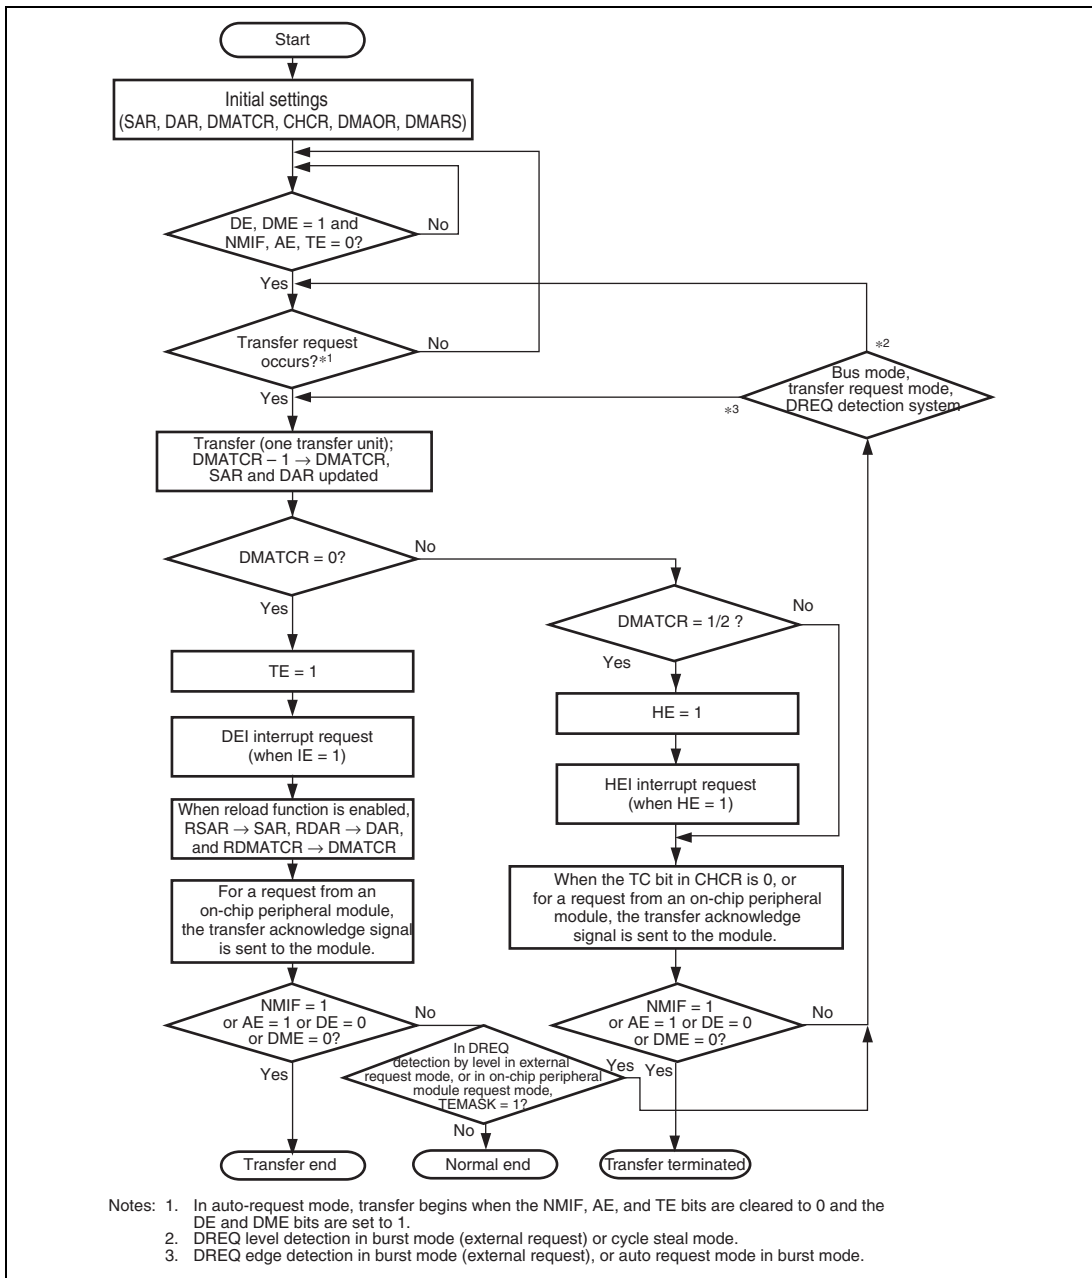 Start
Initial settings
(SAR, DAR, DMATCR, CHCR, DMAOR, DMARS)
DE, DME = 1 and
NMIF, AE, TE = 0?
No
Yes
Transfer request
occurs?*1
No
Yes
*2
Bus mode,
transfer request mode,
DREQ detection system
*3
Transfer (one transfer unit);
DMATCR – 1 → DMATCR,
SAR and DAR updated
DMATCR = 0?
No
Yes
DMATCR = 1/2 ?
No
Yes
TE = 1
HE = 1
DEI interrupt request
(when IE = 1)
HEI interrupt request
(when HE = 1)
When reload function is enabled,
RSAR → SAR, RDAR → DAR,
and RDMATCR → DMATCR
For a request from an
on-chip peripheral module,
the transfer acknowledge signal
is sent to the module.
When the TC bit in CHCR is 0, or
for a request from an on-chip peripheral
module, the transfer acknowledge
signal is sent to the module.
NMIF = 1
or AE = 1 or DE = 0
or DME = 0?
No
Yes
NMIF = 1
or AE = 1 or DE = 0
or DME = 0?
No
Yes
In DREQ
detection by level in external
request mode, or in on-chip peripheral
module request mode,
TEMASK = 1?
Yes
No
Transfer end
Normal end
Transfer terminated
Notes: 1. In auto-request mode, transfer begins when the NMIF, AE, and TE bits are cleared to 0 and the
DE and DME bits are set to 1.
2. DREQ level detection in burst mode (external request) or cycle steal mode.
3. DREQ edge detection in burst mode (external request), or auto request mode in burst mode.